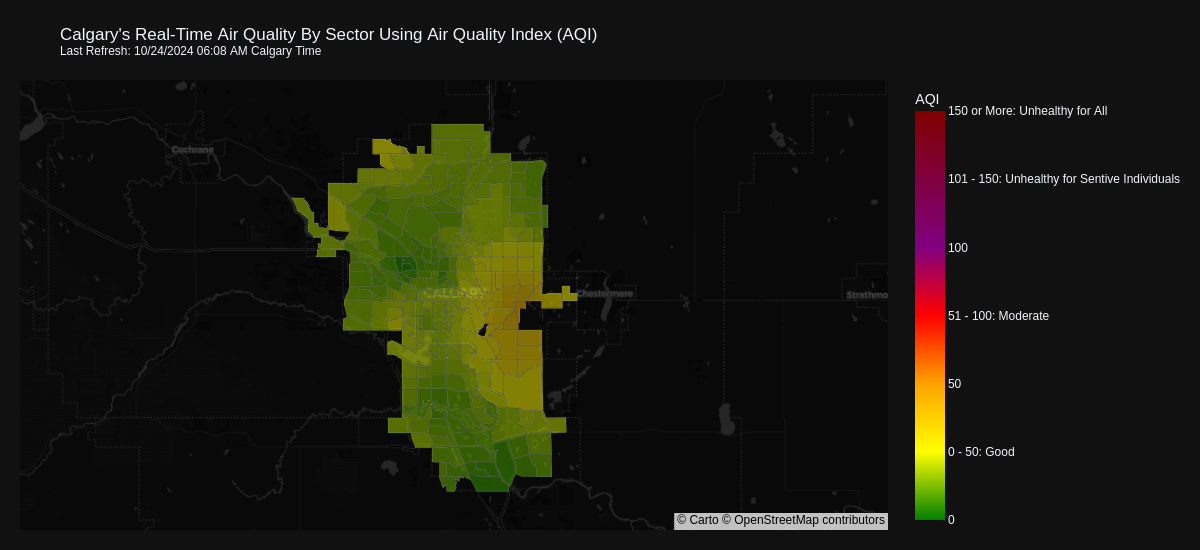 Calgary's Real-Time Air Quality By Sector Using Air Quality Index (AQI)
Last Refresh: 10/24/2024 06:08 AM Calgary Time
AQI
150 or More: Unhealthy for All
Cochrane
101 - 150: Unhealthy for Sentive Individuals
100
CALGARY
Chestermere
Strathmo
51 - 100: Moderate
50
0 - 50: Good
0
© Carto © OpenStreetMap contributors